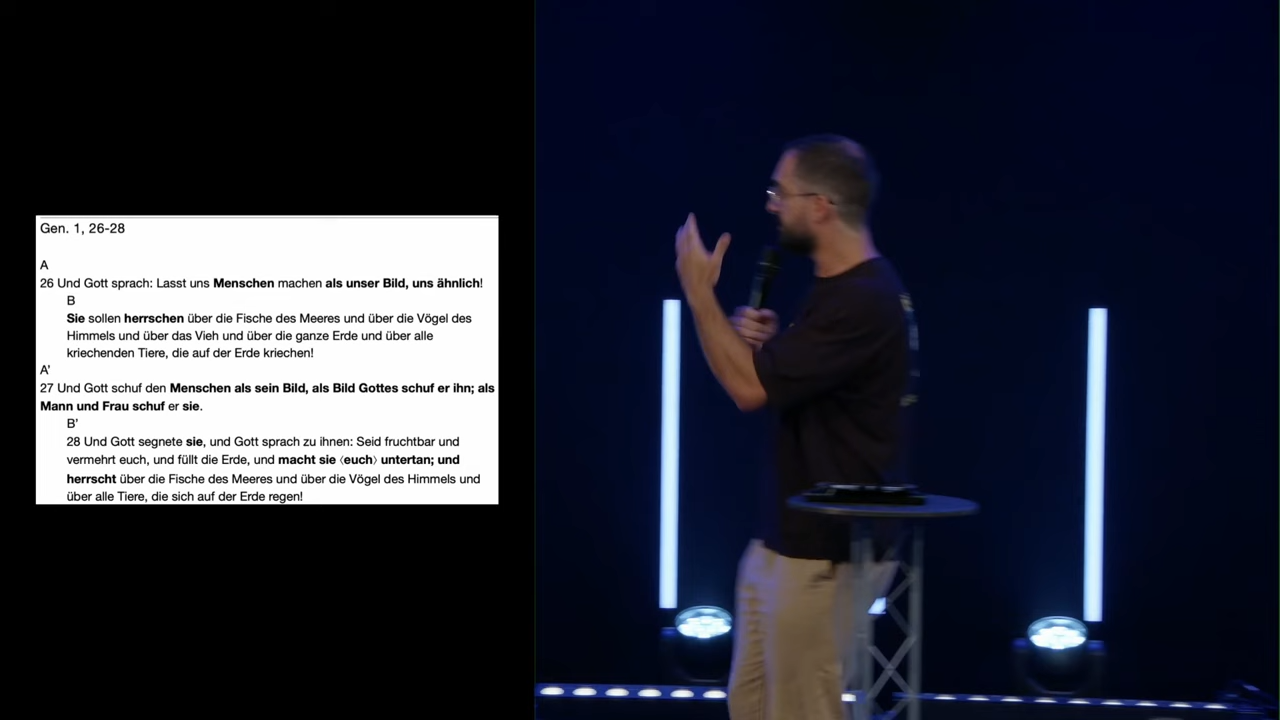 Gen. 1, 26-28
A
26 Und Gott sprach: Lasst uns Menschen machen als unser Bild, uns ähnlich!
B
Sie sollen herrschen über die Fische des Meeres und über die Vögel des
Himmels und über das Vieh und über die ganze Erde und über alle
kriechenden Tiere, die auf der Erde kriechen!
A'
27 Und Gott schuf den Menschen als sein Bild, als Bild Gottes schuf er ihn; als
Mann und Frau schuf er sie.
B'
28 Und Gott segnete sie, und Gott sprach zu ihnen: Seid fruchtbar und
vermehrt euch, und füllt die Erde, und macht sie ⟨euch⟩ untertan; und
herrscht über die Fische des Meeres und über die Vögel des Himmels und
über alle Tiere, die sich auf der Erde regen!